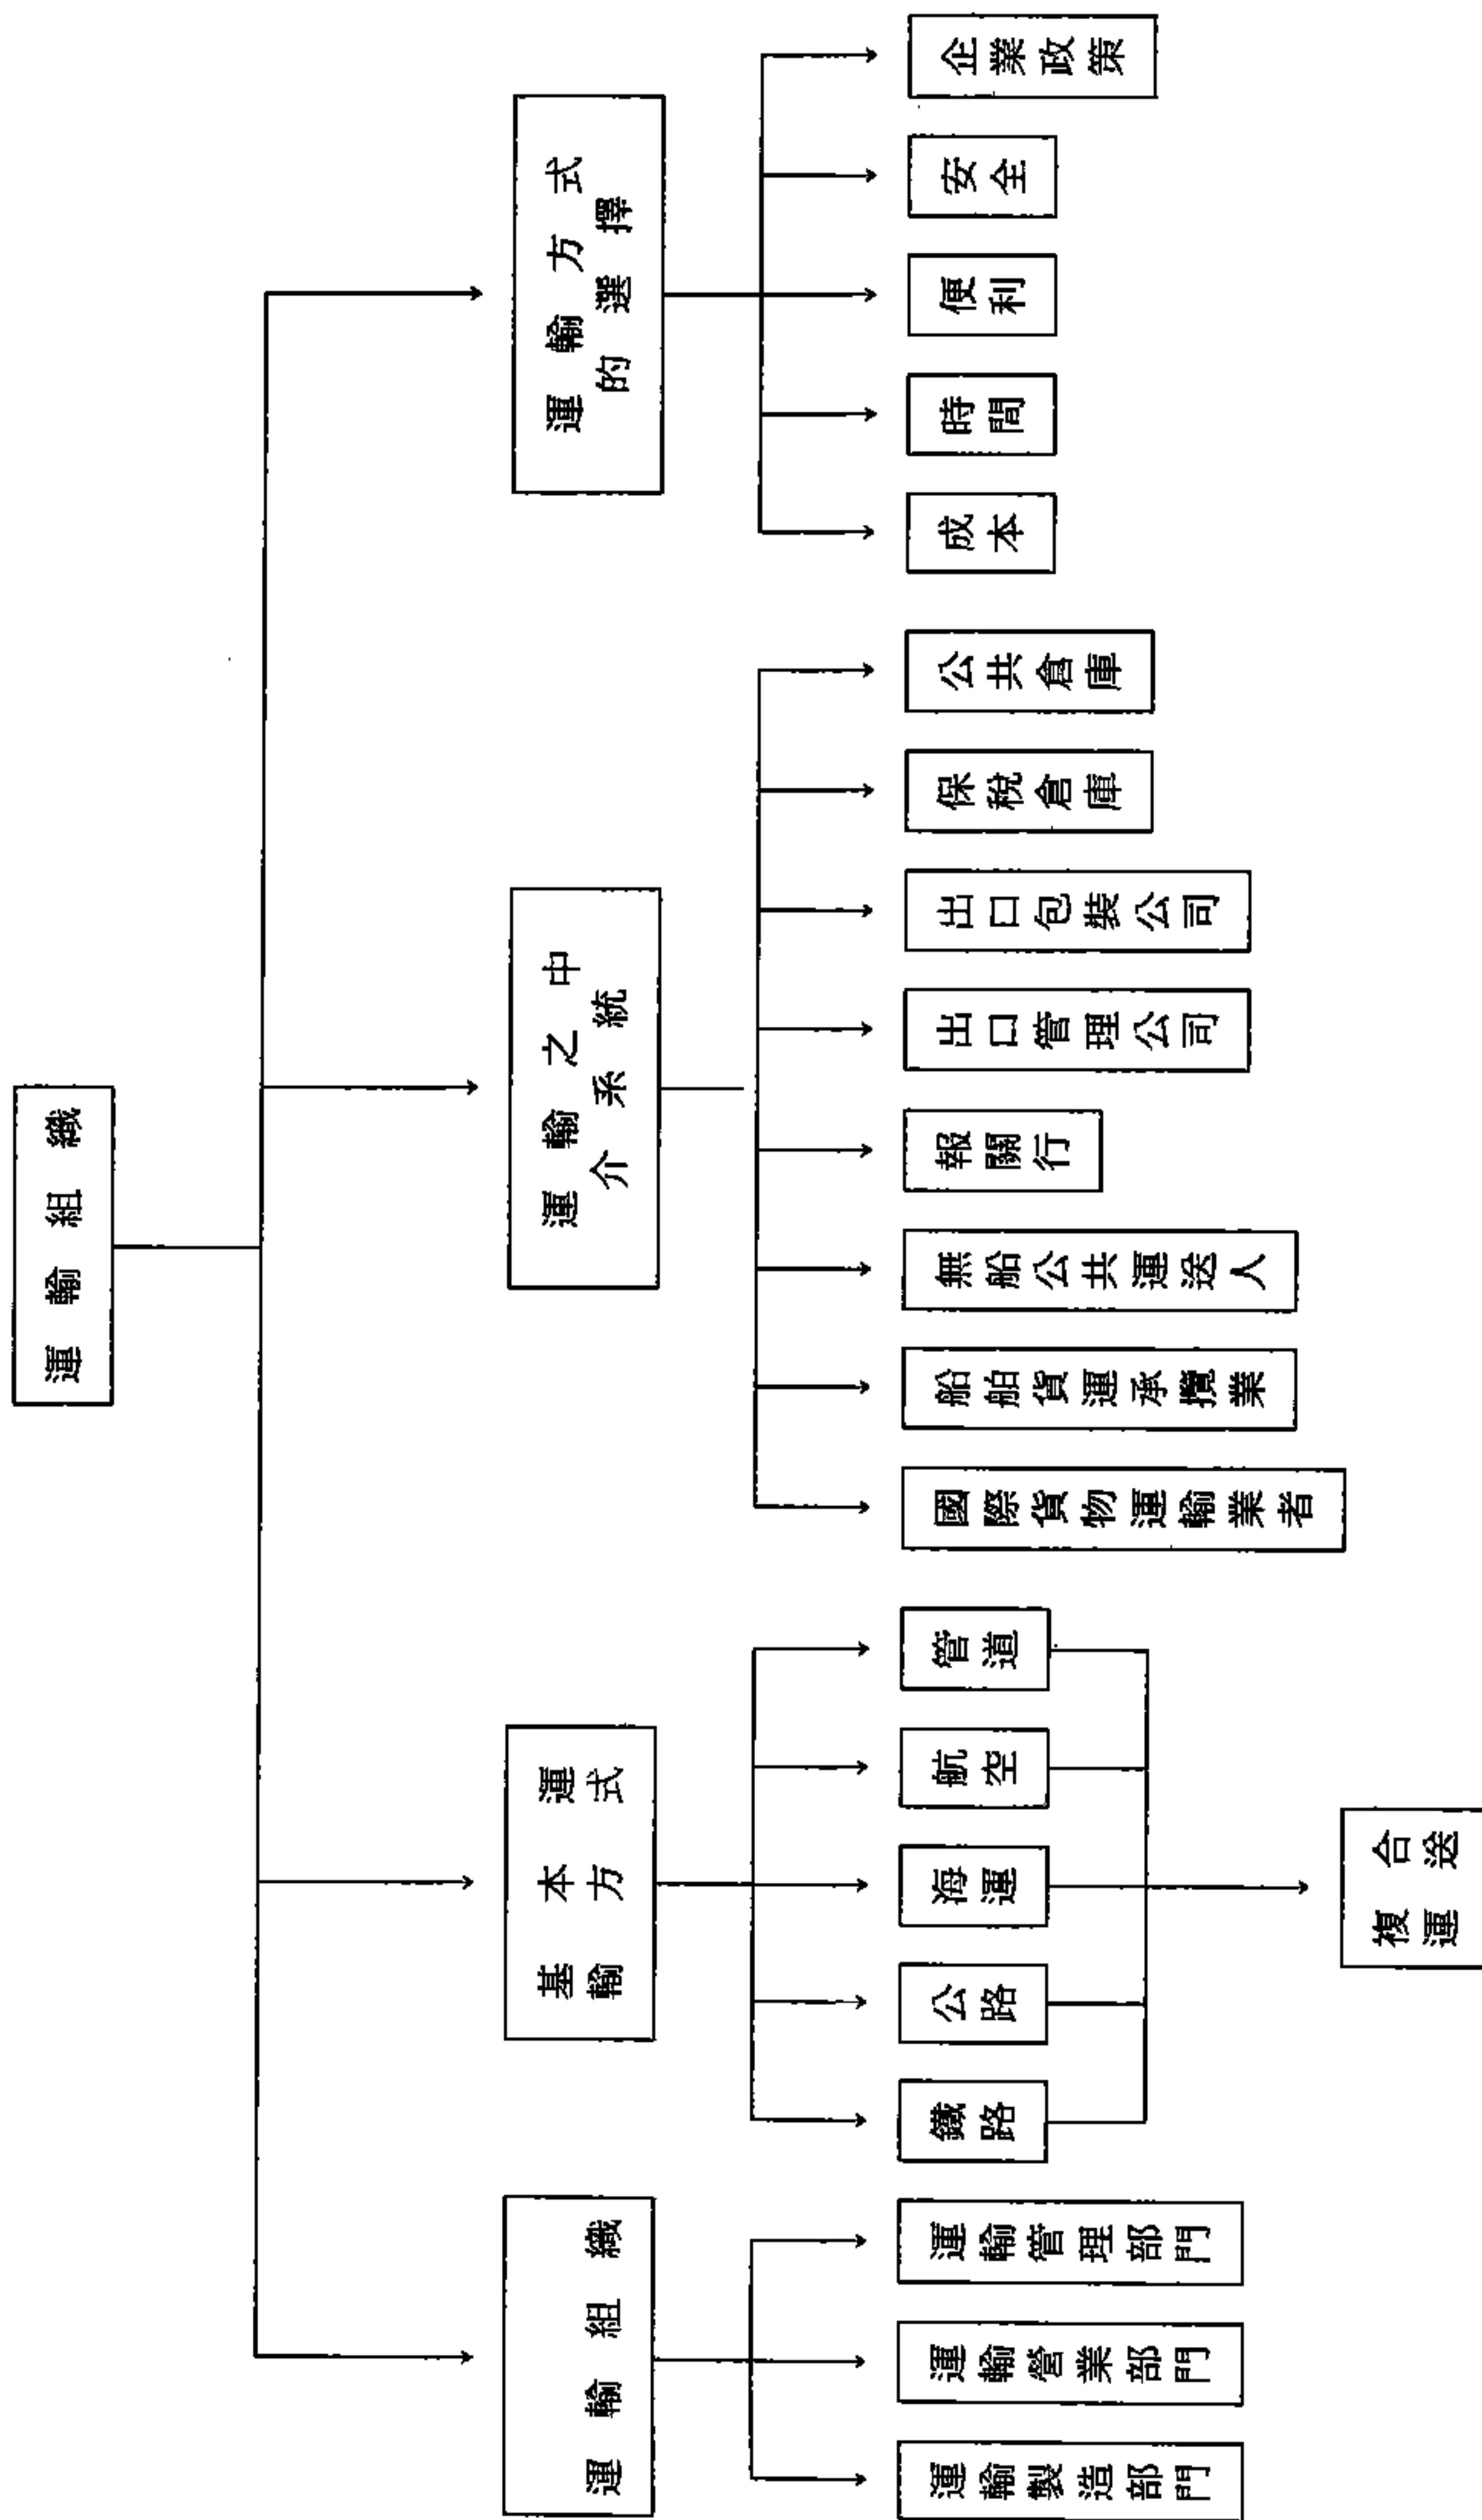 運輸組織
運輸組織
基本運
輸方式
運輸之中
介系統
運輸方式
的選擇
運輸製造部門
運輸營業部門
運輸管理部門
鐵路
公路
海運
航空
管道
國際貨物運輸業者
船舶貨運承攬業
無船公共運送人
報關行
出口管理公司
出口包裝公司
保稅倉庫
公共倉庫
成本
時間
便利
安全
企業政策
複合
運送